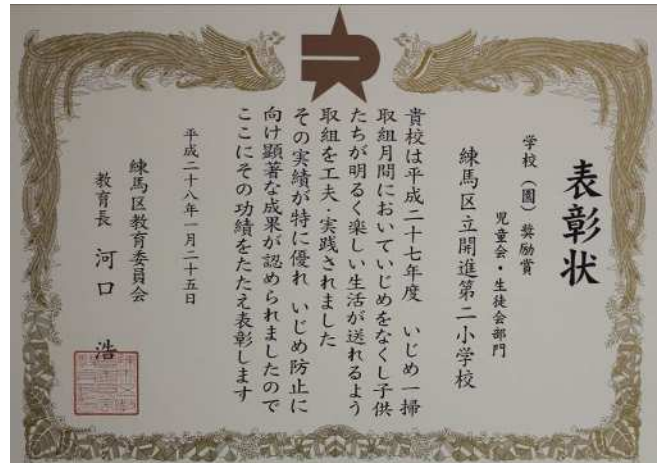 表彰状
学校（園）奨励賞
児童会・生徒会部門
練馬区立開進第二小学校
貴校は平成二十七年度　いじめ一掃
取組月間においていじめをなくし子供
たちが明るく楽しい生活が送れるよう
取組を工夫・実践されました
その実績が特に優れ　いじめ防止に
向け顕著な成果が認められましたので
ここにその功績をたたえ表彰します
平成二十八年一月二十五日
練馬区教育委員会
教育長　河口　浩